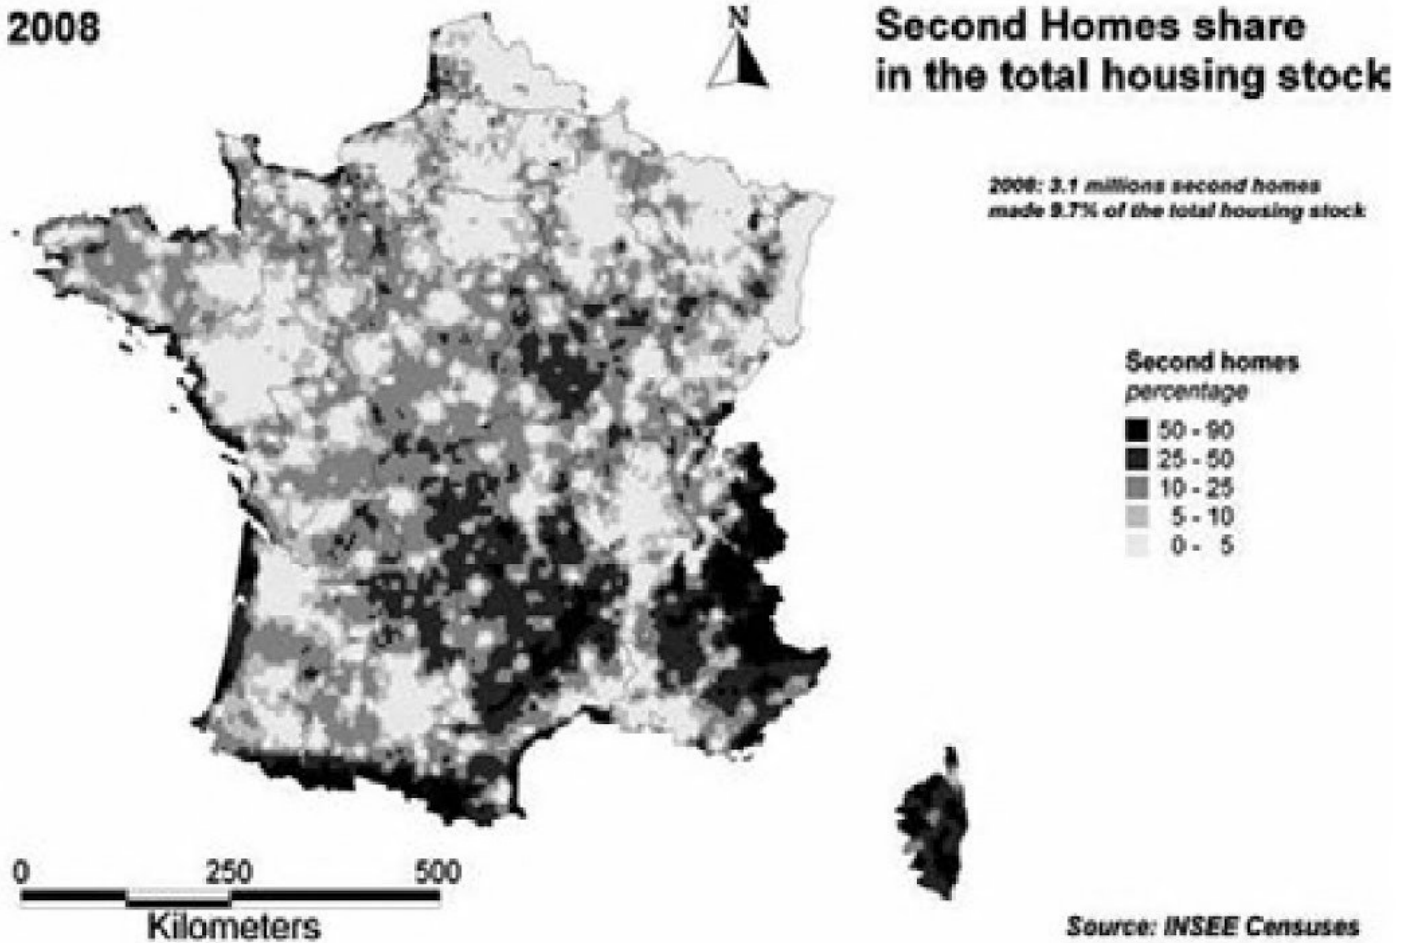 2008
N
Second Homes share
in the total housing stock
2008: 3.1 millions second homes
made 9.7% of the total housing stock
Second homes
percentage
50 - 90
25 - 50
10 - 25
5 - 10
0 - 5
0 250 500
Kilometers
Source: INSEE Censuses